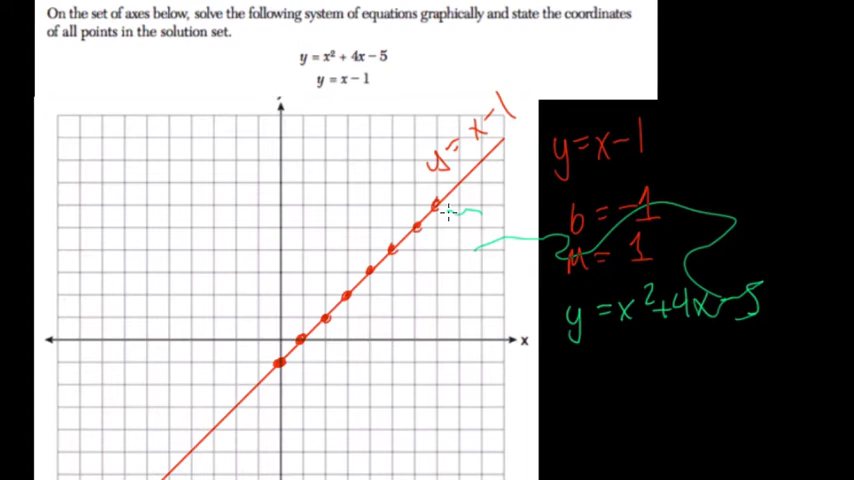 On the set of axes below, solve the following system of equations graphically and state the coordinates
of all points in the solution set.
y = x² + 4x – 5
y = x – 1
y = x-1
y=x-1
b = -1
m = 1
y = x²+4x-5
x